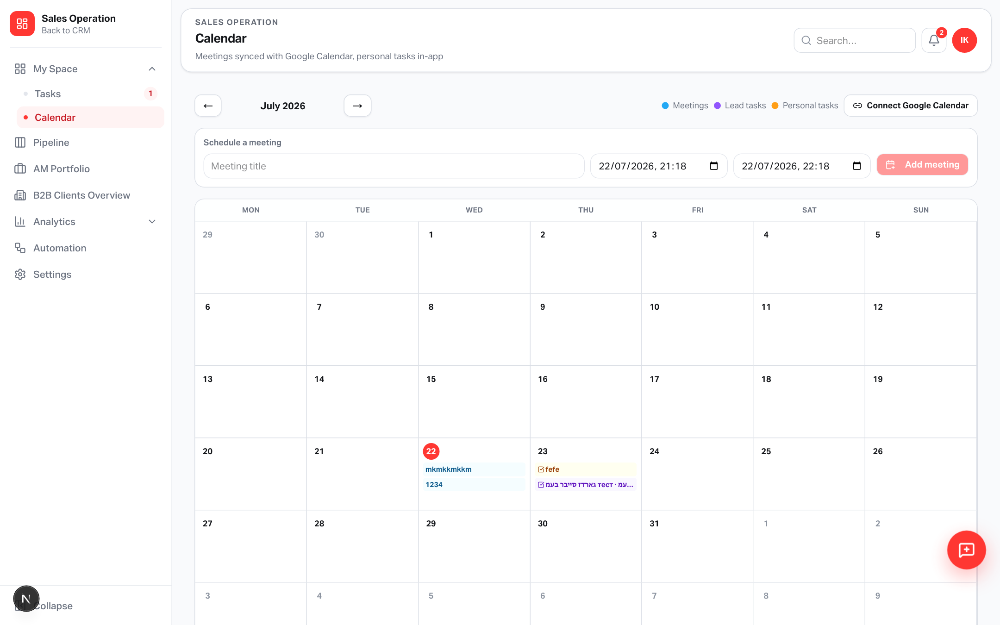 Sales Operation
Back to CRM
My Space
Tasks 1
Calendar
Pipeline
AM Portfolio
B2B Clients Overview
Analytics
Automation
Settings
N
Collapse
SALES OPERATION
Calendar
Meetings synced with Google Calendar, personal tasks in-app
Search...
2
IK
← July 2026 →
Meetings Lead tasks Personal tasks Connect Google Calendar
Schedule a meeting
Meeting title 22/07/2026, 21:18 22/07/2026, 22:18 Add meeting
MON TUE WED THU FRI SAT SUN
29 30 1 2 3 4 5
6 7 8 9 10 11 12
13 14 15 16 17 18 19
20 21 22 23 24 25 26
mkmkkmkkm fefe
1234 גארדז סייבר בעמ тест · עמ...
27 28 29 30 31 1 2
3 4 5 6 7 8 9